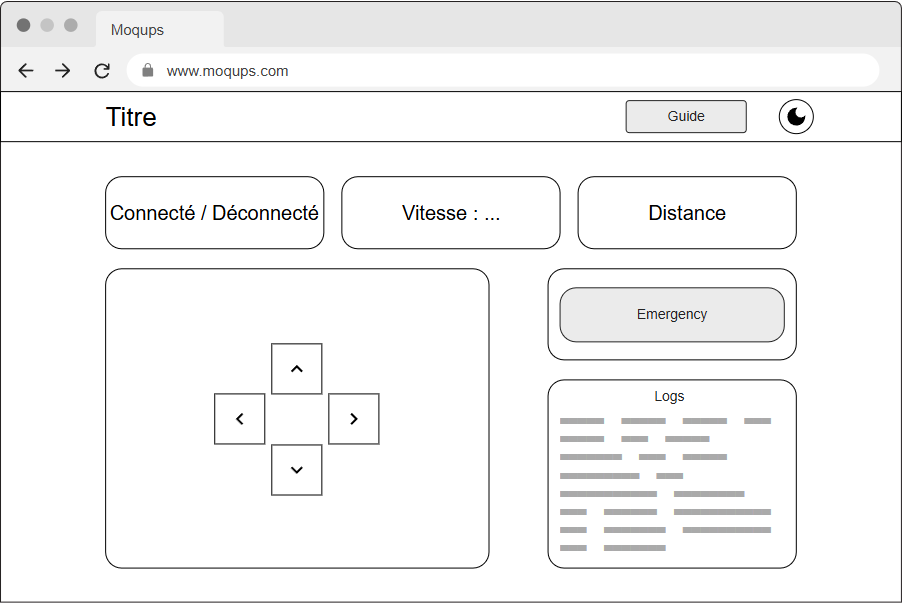 Moqups
www.moqups.com
Titre
Guide
Connecté / Déconnecté
Vitesse : ...
Distance
Emergency
Logs